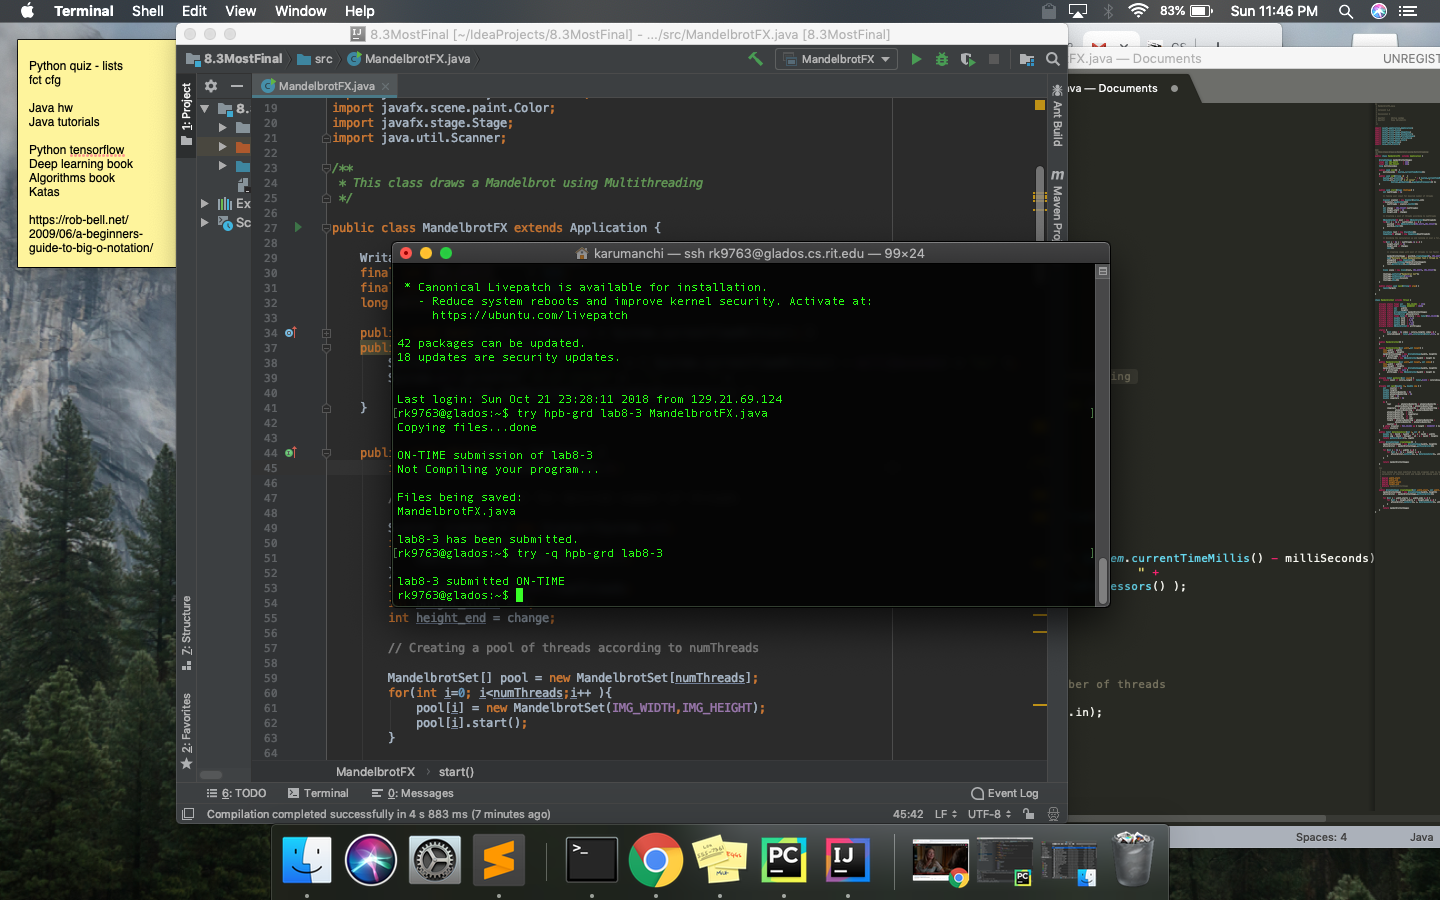 Terminal Shell Edit View Window Help 83% Sun 11:46 PM
Python quiz - lists
fct cfg
Java hw
Java tutorials
Python tensorflow
Deep learning book
Algorithms book
Katas
https://rob-bell.net/
2009/06/a-beginners-
guide-to-big-o-notation/
8.3MostFinal [~/IdeaProjects/8.3MostFinal] - .../src/MandelbrotFX.java [8.3MostFinal]
8.3MostFinal src MandelbrotFX.java MandelbrotFX
MandelbrotFX.java
1: Project
Z: Structure
2: Favorites
Ant Build
Maven Proj
8.
Ex
Sc
19 import javafx.scene.paint.Color;
20 import javafx.stage.Stage;
21 import java.util.Scanner;
22
23 /**
24 * This class draws a Mandelbrot using Multithreading
25 */
26
27 public class MandelbrotFX extends Application {
28
29 Writa
30 final
31 final
32 long
33
34 publ
37 publ
38 S
39 S
40
41 }
42
43
44 publ
45
46
47 /
48
49 S
50 i
51
52 }
53 i
54
55 int height_end = change;
56
57 // Creating a pool of threads according to numThreads
58
59 MandelbrotSet[] pool = new MandelbrotSet[numThreads];
60 for(int i=0; i<numThreads;i++ ){
61 pool[i] = new MandelbrotSet(IMG_WIDTH,IMG_HEIGHT);
62 pool[i].start();
63 }
64
MandelbrotFX › start()
6: TODO Terminal 0: Messages Event Log
Compilation completed successfully in 4 s 883 ms (7 minutes ago) 45:42 LF UTF-8
karumanchi — ssh rk9763@glados.cs.rit.edu — 99×24
* Canonical Livepatch is available for installation.
- Reduce system reboots and improve kernel security. Activate at:
https://ubuntu.com/livepatch
42 packages can be updated.
18 updates are security updates.
Last login: Sun Oct 21 23:28:11 2018 from 129.21.69.124
[rk9763@glados:~$ try hpb-grd lab8-3 MandelbrotFX.java ]
Copying files...done
ON-TIME submission of lab8-3
Not Compiling your program...
Files being saved:
MandelbrotFX.java
lab8-3 has been submitted.
[rk9763@glados:~$ try -q hpb-grd lab8-3 ]
lab8-3 submitted ON-TIME
rk9763@glados:~$
FX.java — Documents UNREGIST
ava — Documents
ing
em.currentTimeMillis() - milliSeconds)
" +
essors() );
ber of threads
.in);
Spaces: 4 Java
PC
IJ